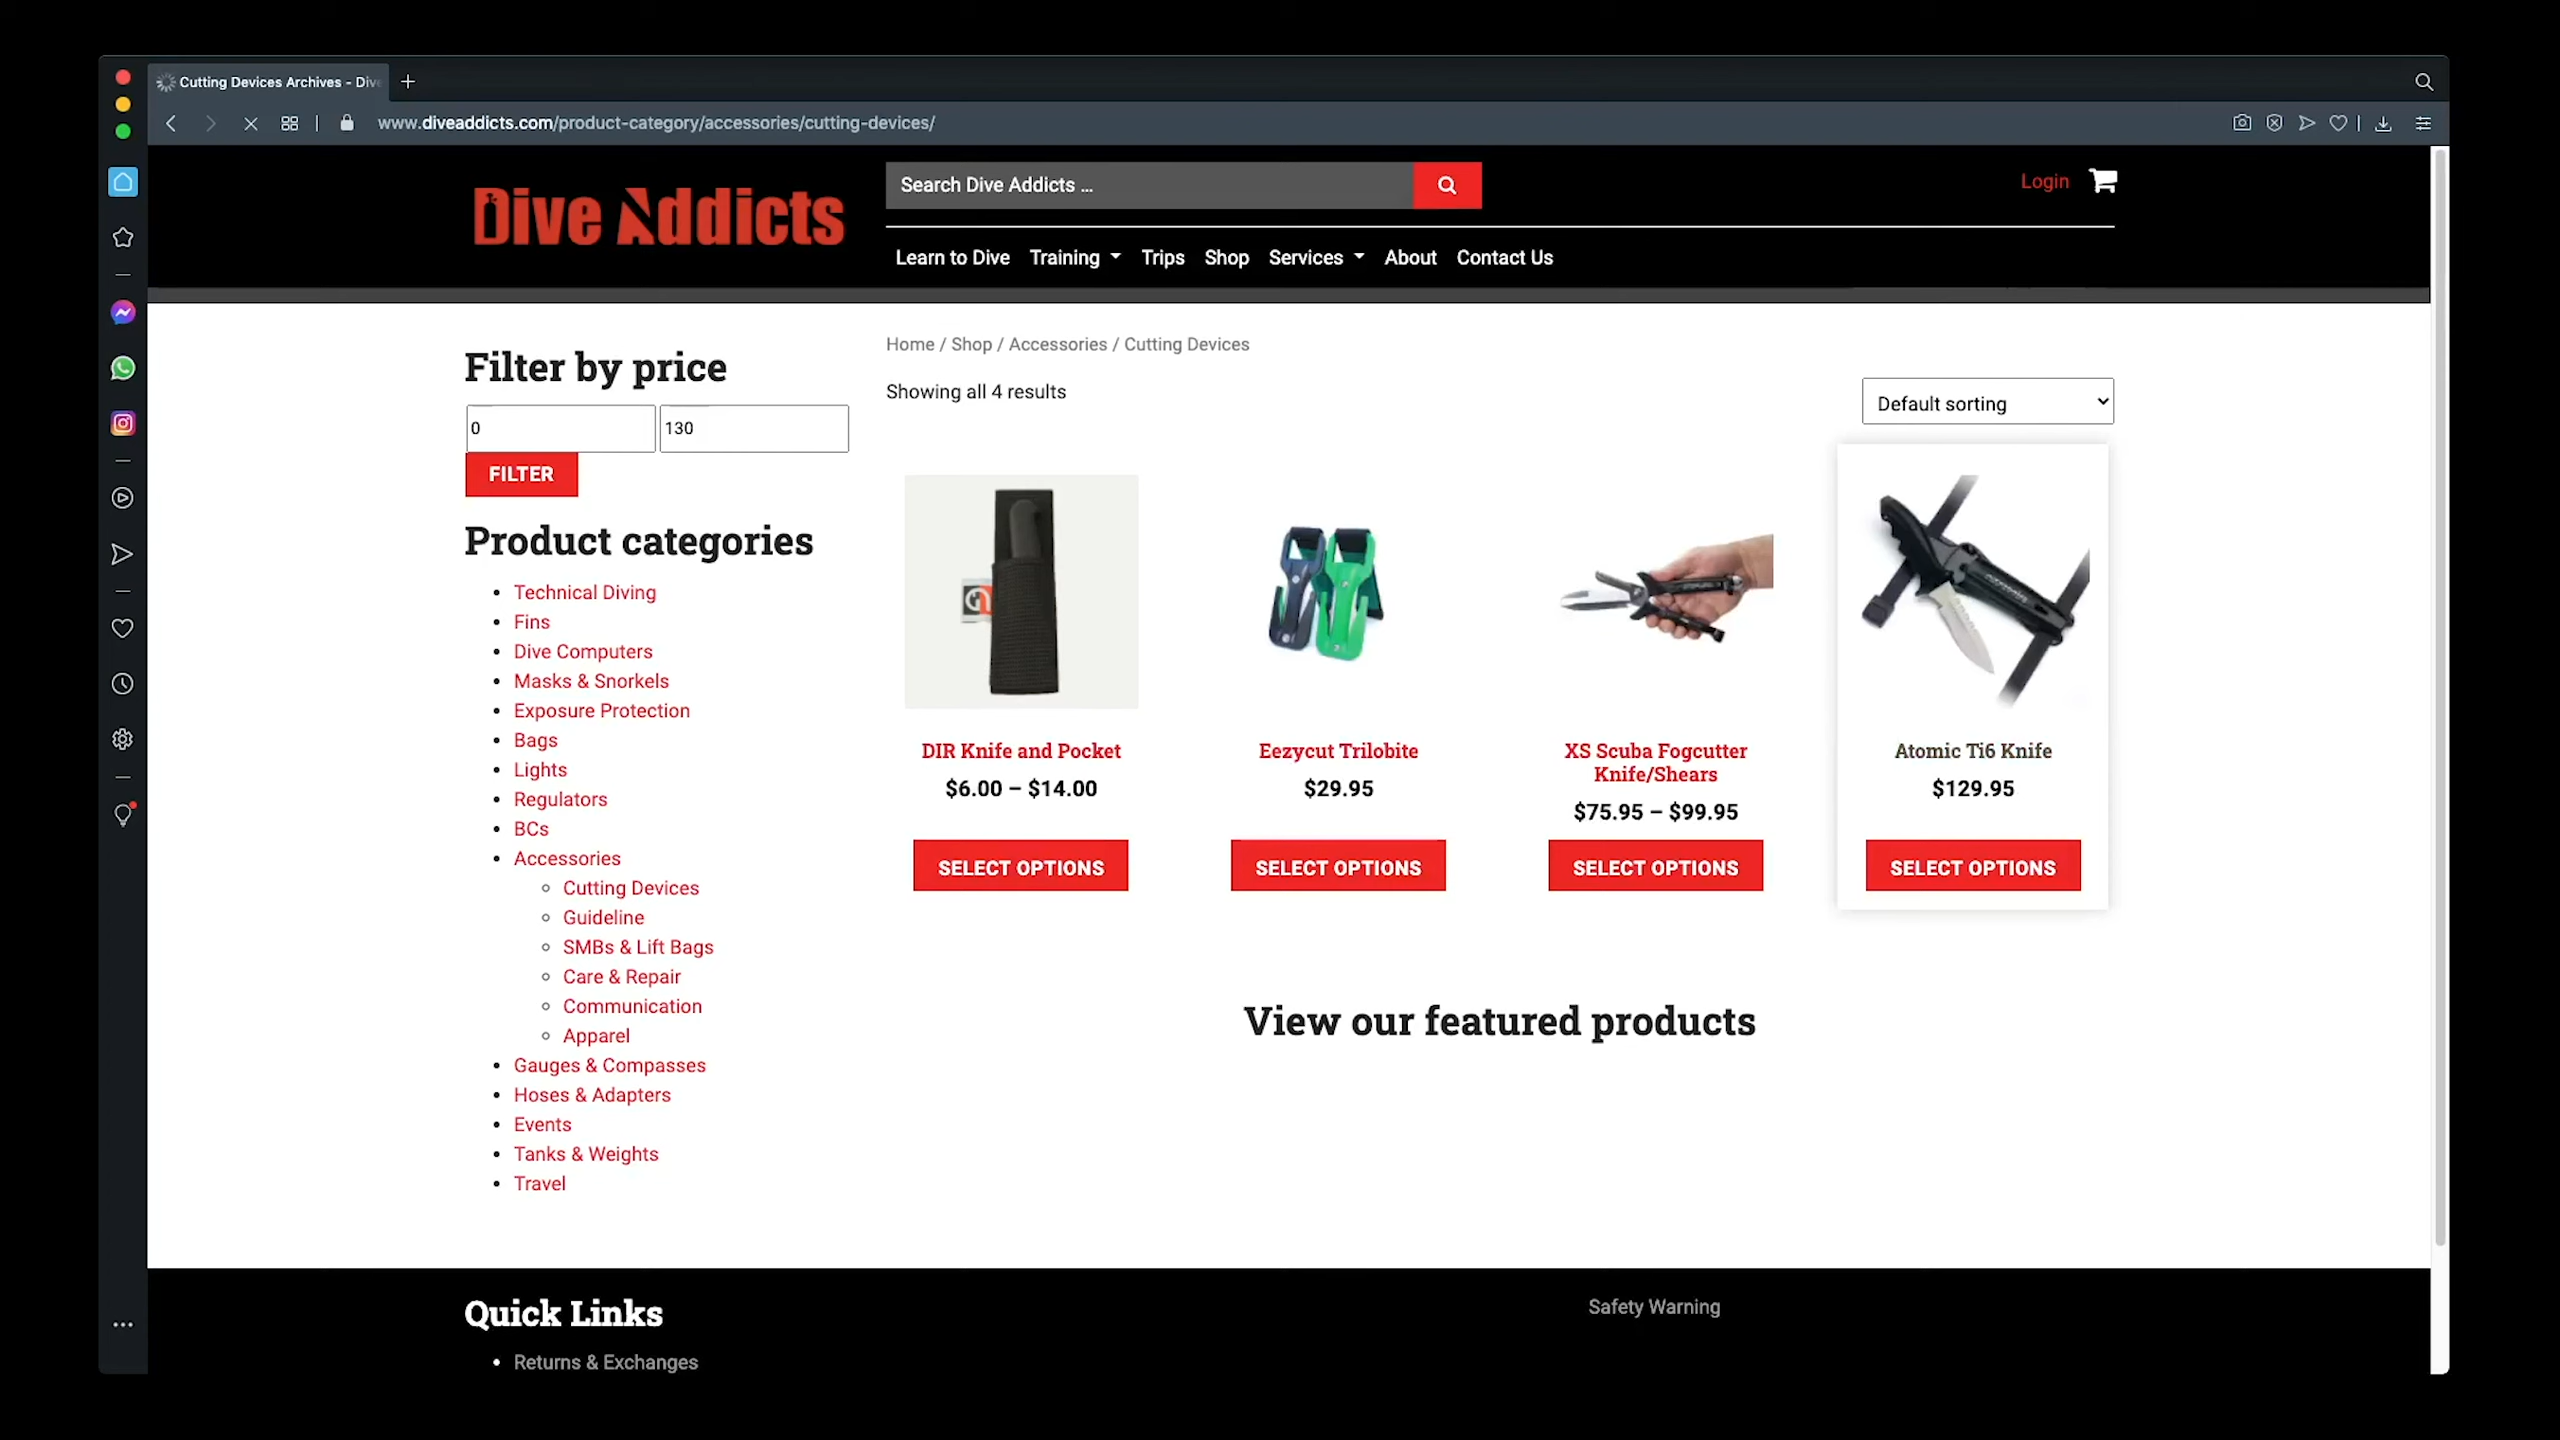 Cutting Devices Archives - Div
www.diveaddicts.com/product-category/accessories/cutting-devices/
Dive Addicts
Search Dive Addicts ...
Login
Learn to Dive Training Trips Shop Services About Contact Us
Filter by price
0 130
FILTER
Product categories
Technical Diving
Fins
Dive Computers
Masks & Snorkels
Exposure Protection
Bags
Lights
Regulators
BCs
Accessories
Cutting Devices
Guideline
SMBs & Lift Bags
Care & Repair
Communication
Apparel
Gauges & Compasses
Hoses & Adapters
Events
Tanks & Weights
Travel
Home / Shop / Accessories / Cutting Devices
Showing all 4 results
Default sorting
DIR Knife and Pocket
$6.00 – $14.00
SELECT OPTIONS
Eezycut Trilobite
$29.95
SELECT OPTIONS
XS Scuba Fogcutter
Knife/Shears
$75.95 – $99.95
SELECT OPTIONS
Atomic Ti6 Knife
$129.95
SELECT OPTIONS
View our featured products
Quick Links
Returns & Exchanges
Safety Warning